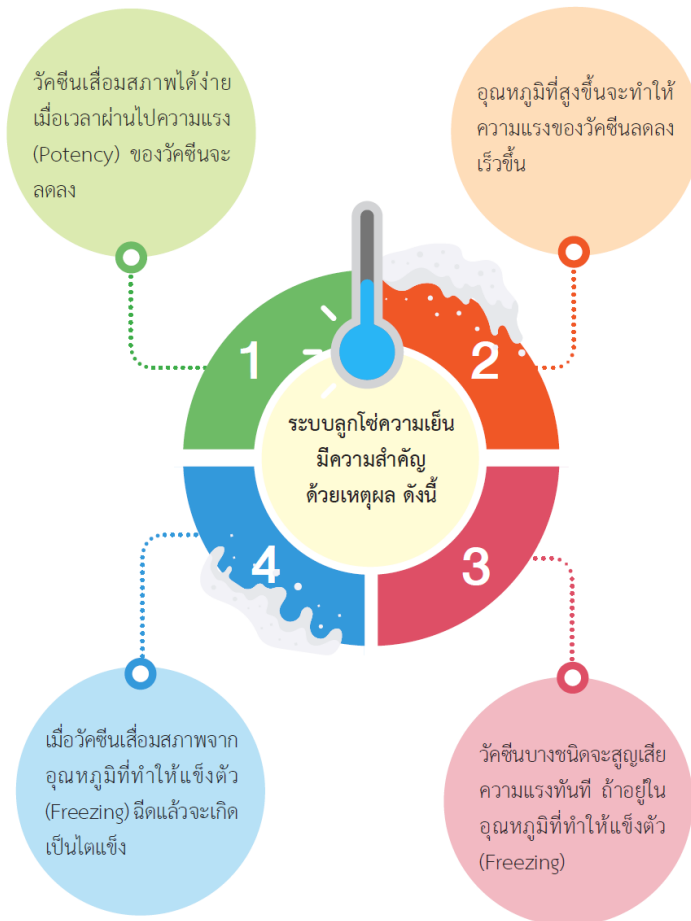 วัคซีนเสื่อมสภาพได้ง่าย
เมื่อเวลาผ่านไปความแรง
(Potency) ของวัคซีนจะ
ลดลง
อุณหภูมิที่สูงขึ้นจะทำให้
ความแรงของวัคซีนลดลง
เร็วขึ้น
1
2
ระบบลูกโซ่ความเย็น
มีความสำคัญ
ด้วยเหตุผล ดังนี้
4
3
เมื่อวัคซีนเสื่อมสภาพจาก
อุณหภูมิที่ทำให้แข็งตัว
(Freezing) ฉีดแล้วจะเกิด
เป็นไตแข็ง
วัคซีนบางชนิดจะสูญเสีย
ความแรงทันที ถ้าอยู่ใน
อุณหภูมิที่ทำให้แข็งตัว
(Freezing)